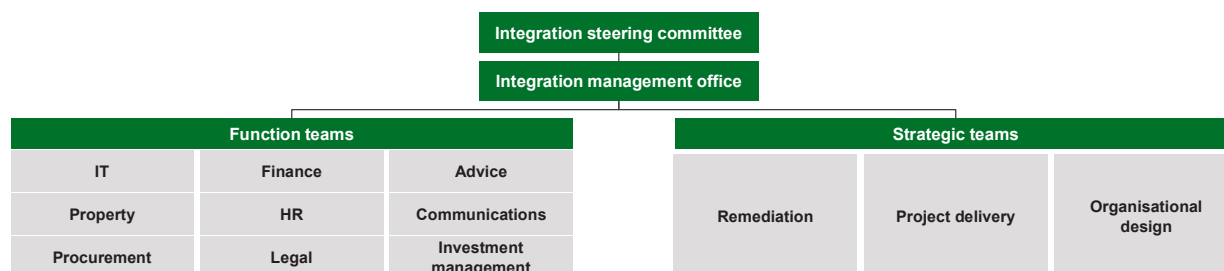 Integration steering committee
Integration management office
Function teams
Strategic teams
IT
Finance
Advice
Property
HR
Communications
Procurement
Legal
Investment
management
Remediation
Project delivery
Organisational
design